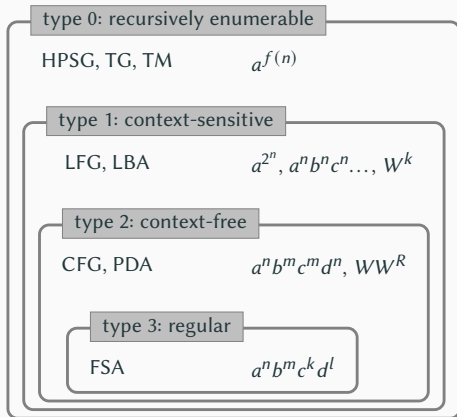 type 0: recursively enumerable
HPSG, TG, TM a^{f(n)}
type 1: context-sensitive
LFG, LBA a^{2^n}, a^n b^n c^n…, W^k
type 2: context-free
CFG, PDA a^n b^m c^m d^n, WW^R
type 3: regular
FSA a^n b^m c^k d^l